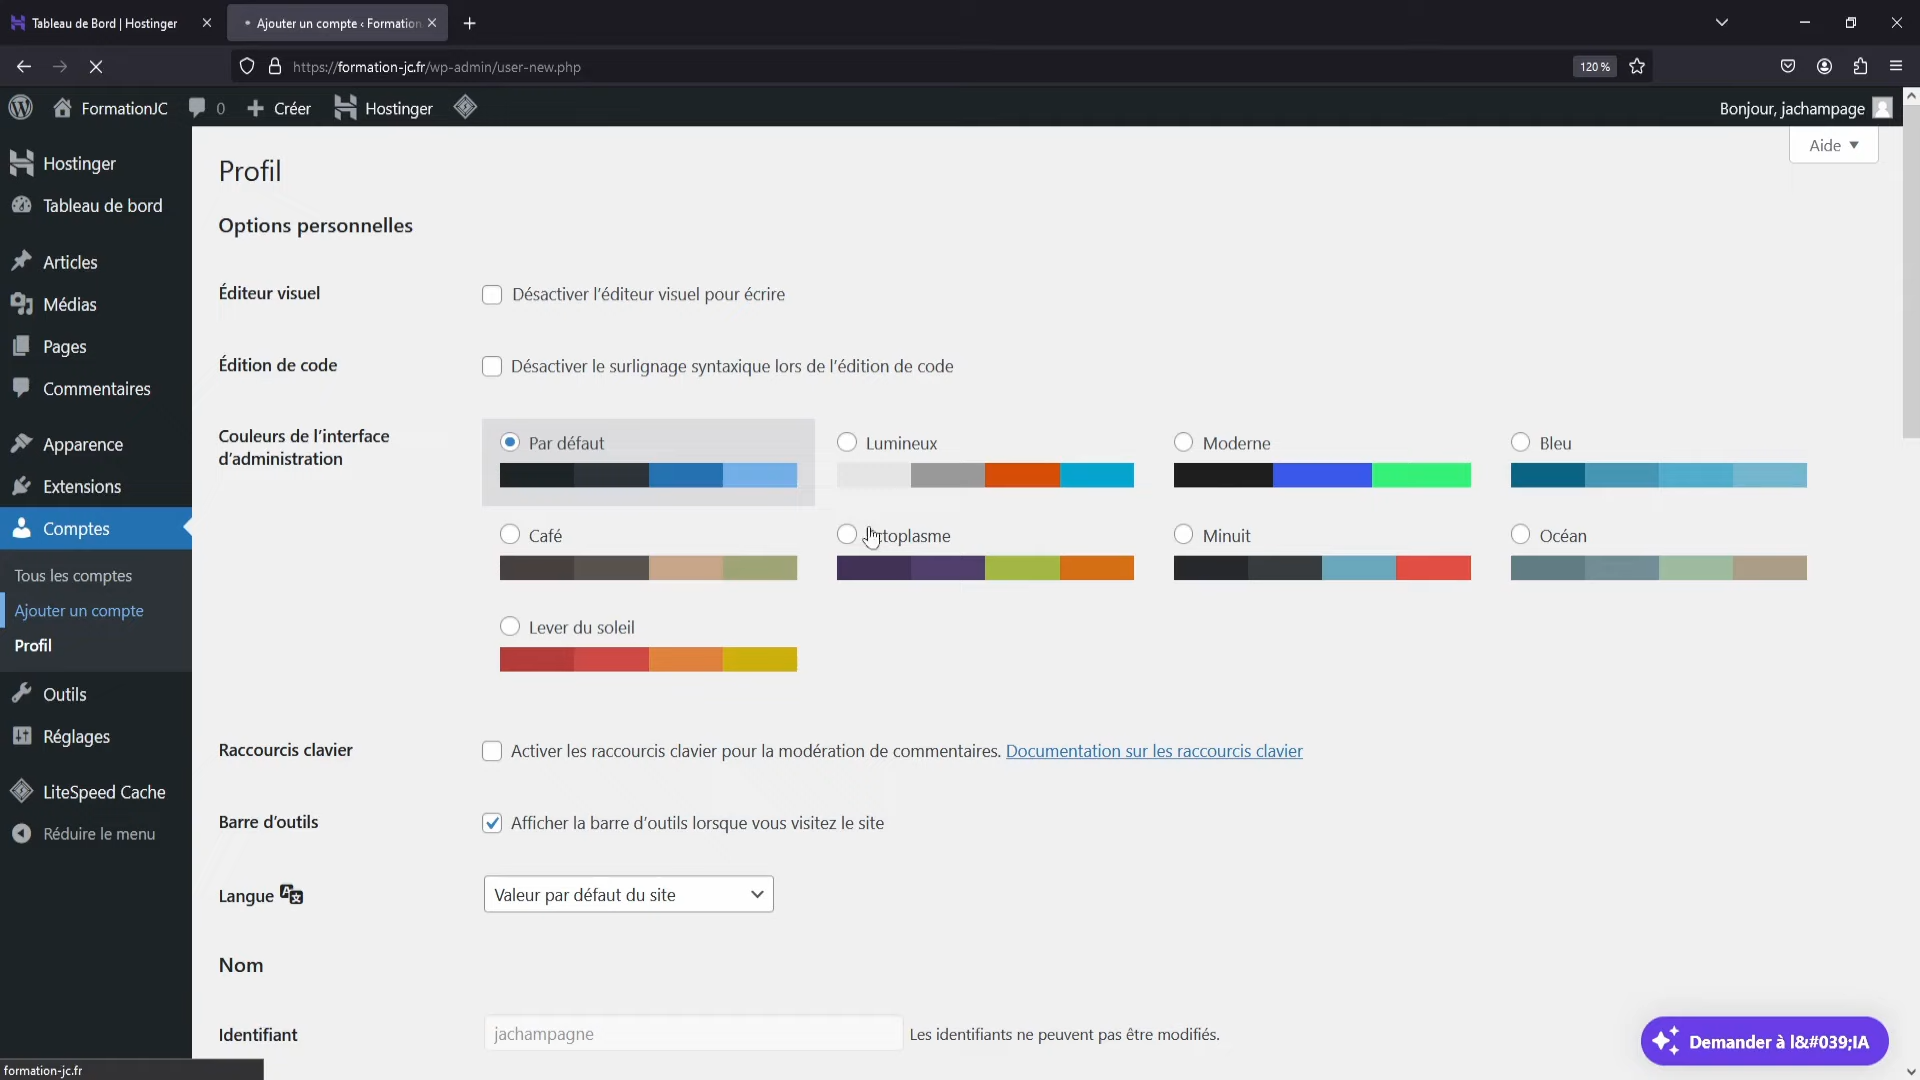 Tableau de Bord | Hostinger
Ajouter un compte ‹ Formation
https://formation-jc.fr/wp-admin/user-new.php
120 %
FormationJC
0
Créer
Hostinger
Bonjour, jachampage
Aide
Hostinger
Tableau de bord
Articles
Médias
Pages
Commentaires
Apparence
Extensions
Comptes
Tous les comptes
Ajouter un compte
Profil
Outils
Réglages
LiteSpeed Cache
Réduire le menu
Profil
Options personnelles
Éditeur visuel
Désactiver l’éditeur visuel pour écrire
Édition de code
Désactiver le surlignage syntaxique lors de l’édition de code
Couleurs de l’interface
d’administration
Par défaut
Lumineux
Moderne
Bleu
Café
Minuit
Océan
Lever du soleil
Raccourcis clavier
Activer les raccourcis clavier pour la modération de commentaires. Documentation sur les raccourcis clavier
Barre d’outils
Afficher la barre d’outils lorsque vous visitez le site
Langue
Valeur par défaut du site
Nom
Identifiant
jachampagne
Les identifiants ne peuvent pas être modifiés.
Demander à l&#039;IA
formation-jc.fr